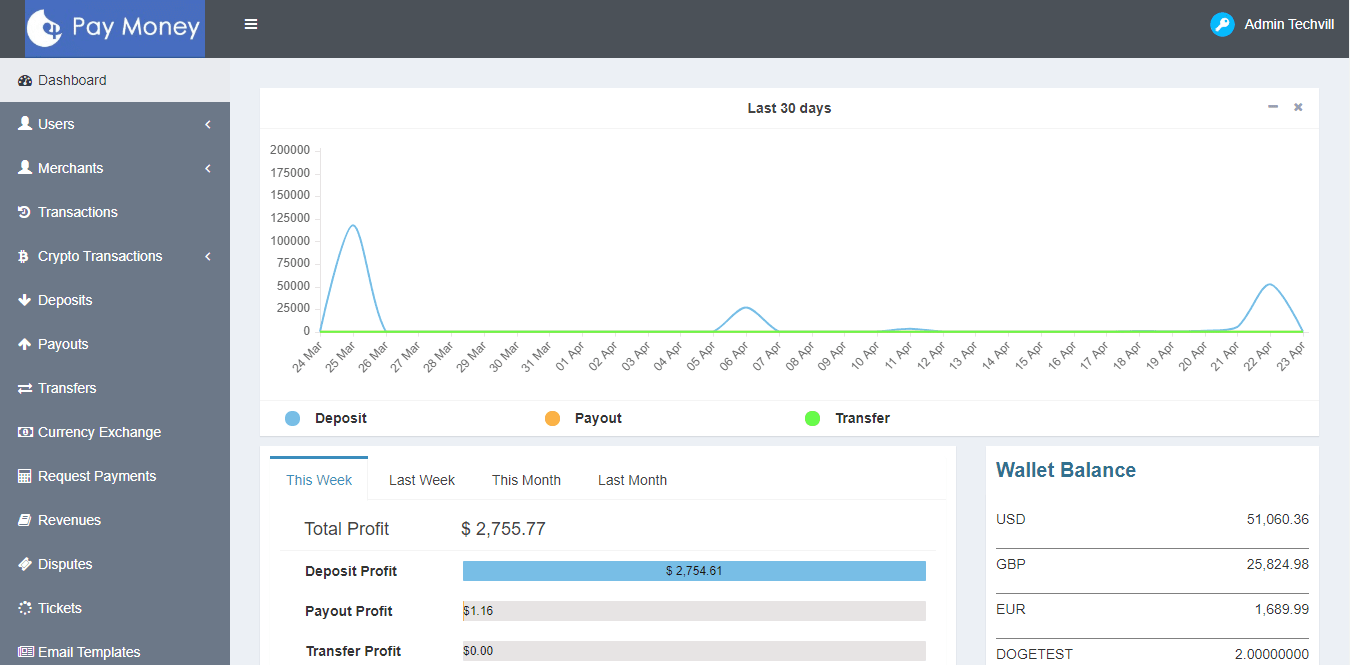 Pay Money
Admin Techvill
Dashboard
Users
Merchants
Transactions
Crypto Transactions
Deposits
Payouts
Transfers
Currency Exchange
Request Payments
Revenues
Disputes
Tickets
Email Templates
Last 30 days
200000
175000
150000
125000
100000
75000
50000
25000
0
24 Mar
25 Mar
26 Mar
27 Mar
28 Mar
29 Mar
30 Mar
31 Mar
01 Apr
02 Apr
03 Apr
04 Apr
05 Apr
06 Apr
07 Apr
08 Apr
09 Apr
10 Apr
11 Apr
12 Apr
13 Apr
14 Apr
15 Apr
16 Apr
17 Apr
18 Apr
19 Apr
20 Apr
21 Apr
22 Apr
23 Apr
Deposit Payout Transfer
This Week Last Week This Month Last Month
Total Profit $ 2,755.77
Deposit Profit $ 2,754.61
Payout Profit $1.16
Transfer Profit $0.00
Wallet Balance
USD 51,060.36
GBP 25,824.98
EUR 1,689.99
DOGETEST 2.00000000